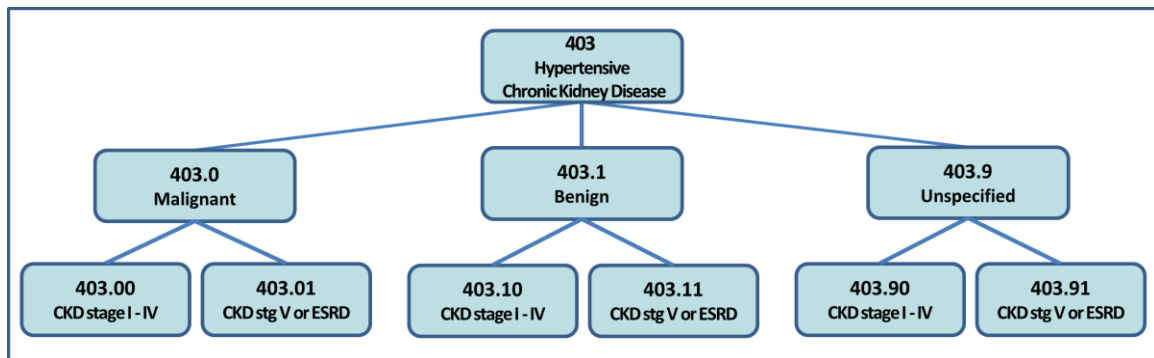 403
Hypertensive
Chronic Kidney Disease
403.0
Malignant
403.1
Benign
403.9
Unspecified
403.00
CKD stage I - IV
403.01
CKD stg V or ESRD
403.10
CKD stage I - IV
403.11
CKD stg V or ESRD
403.90
CKD stage I - IV
403.91
CKD stg V or ESRD